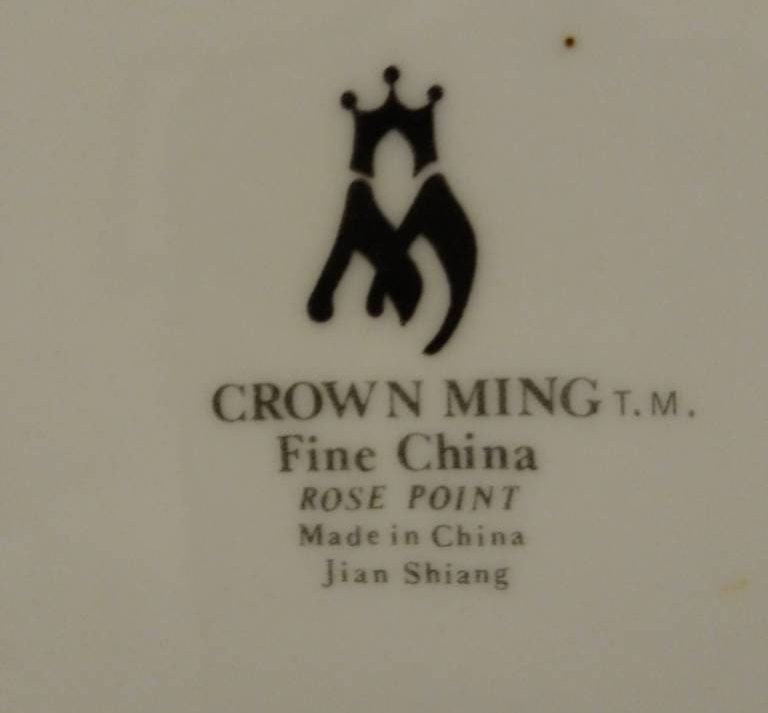 CROWN MING T.M.
Fine China
ROSE POINT
Made in China
Jian Shiang